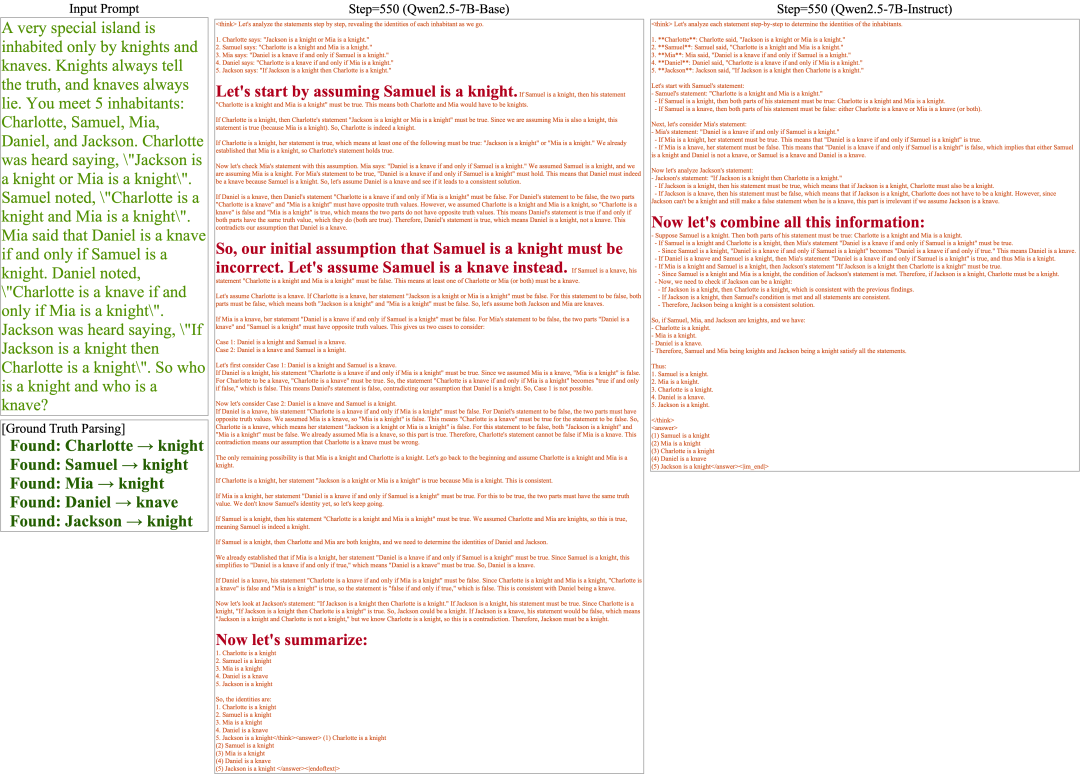 Input Prompt
A very special island is
inhabited only by knights and
knaves. Knights always tell
the truth, and knaves always
lie. You meet 5 inhabitants:
Charlotte, Samuel, Mia,
Daniel, and Jackson. Charlotte
was heard saying, \"Jackson is
a knight or Mia is a knight\".
Samuel noted, \"Charlotte is a
knight and Mia is a knight\".
Mia said that Daniel is a knave
if and only if Samuel is a
knight. Daniel noted,
\"Charlotte is a knave if and
only if Mia is a knight\".
Jackson was heard saying, \"If
Jackson is a knight then
Charlotte is a knight\". So who
is a knight and who is a
knave?
[Ground Truth Parsing]
Found: Charlotte → knight
Found: Samuel → knight
Found: Mia → knight
Found: Daniel → knave
Found: Jackson → knight
Step=550 (Qwen2.5-7B-Base)
<think> Let's analyze the statements step by step, revealing the identities of each inhabitant as we go.
1. Charlotte says: "Jackson is a knight or Mia is a knight."
2. Samuel says: "Charlotte is a knight and Mia is a knight."
3. Mia says: "Daniel is a knave if and only if Samuel is a knight."
4. Daniel says: "Charlotte is a knave if and only if Mia is a knight."
5. Jackson says: "If Jackson is a knight then Charlotte is a knight."
Let's start by assuming Samuel is a knight. If Samuel is a knight, then his statement
"Charlotte is a knight and Mia is a knight" must be true. This means both Charlotte and Mia would have to be knights.
If Charlotte is a knight, then Charlotte's statement "Jackson is a knight or Mia is a knight" must be true. Since we are assuming Mia is also a knight, this
statement is true (because Mia is a knight). So, Charlotte is indeed a knight.
If Charlotte is a knight, her statement is true, which means at least one of the following must be true: "Jackson is a knight" or "Mia is a knight." We already
established that Mia is a knight, so Charlotte's statement holds true.
Now let's check Mia's statement with this assumption. Mia says: "Daniel is a knave if and only if Samuel is a knight." We assumed Samuel is a knight, and we
are assuming Mia is a knight. For Mia's statement to be true, "Daniel is a knave if and only if Samuel is a knight" must hold. This means that Daniel must indeed
be a knave because Samuel is a knight. So, let's assume Daniel is a knave and see if it leads to a consistent solution.
If Daniel is a knave, then Daniel's statement "Charlotte is a knave if and only if Mia is a knight" must be false. For Daniel's statement to be false, the two parts
"Charlotte is a knave" and "Mia is a knight" must have opposite truth values. However, we assumed Charlotte is a knight and Mia is a knight, so "Charlotte is a
knave" is false and "Mia is a knight" is true, which means the two parts do not have opposite truth values. This means Daniel's statement is true if and only if
both parts have the same truth value, which they do (both are true). Therefore, Daniel's statement is true, which means Daniel is a knight, not a knave. This
contradicts our assumption that Daniel is a knave.
So, our initial assumption that Samuel is a knight must be
incorrect. Let's assume Samuel is a knave instead. If Samuel is a knave, his
statement "Charlotte is a knight and Mia is a knight" must be false. This means at least one of Charlotte or Mia (or both) must be a knave.
Let's assume Charlotte is a knave. If Charlotte is a knave, her statement "Jackson is a knight or Mia is a knight" must be false. For this statement to be false, both
parts must be false, which means both "Jackson is a knight" and "Mia is a knight" must be false. So, let's assume both Jackson and Mia are knaves.
If Mia is a knave, her statement "Daniel is a knave if and only if Samuel is a knight" must be false. For Mia's statement to be false, the two parts "Daniel is a
knave" and "Samuel is a knight" must have opposite truth values. This gives us two cases to consider:
Case 1: Daniel is a knight and Samuel is a knave.
Case 2: Daniel is a knave and Samuel is a knight.
Let's first consider Case 1: Daniel is a knight and Samuel is a knave.
If Daniel is a knight, his statement "Charlotte is a knave if and only if Mia is a knight" must be true. Since we assumed Mia is a knave, "Mia is a knight" is false.
For Charlotte to be a knave, "Charlotte is a knave" must be true. So, the statement "Charlotte is a knave if and only if Mia is a knight" becomes "true if and only
if false," which is false. This means Daniel's statement is false, contradicting our assumption that Daniel is a knight. So, Case 1 is not possible.
Now let's consider Case 2: Daniel is a knave and Samuel is a knight.
If Daniel is a knave, his statement "Charlotte is a knave if and only if Mia is a knight" must be false. For Daniel's statement to be false, the two parts must have
opposite truth values. We assumed Mia is a knave, so "Mia is a knight" is false. This means "Charlotte is a knave" must be true for the statement to be false. So,
Charlotte is a knave, which means her statement "Jackson is a knight or Mia is a knight" is false. For this statement to be false, both "Jackson is a knight" and
"Mia is a knight" must be false. We already assumed Mia is a knave, so this part is true. Therefore, Charlotte's statement cannot be false if Mia is a knave. This
contradiction means our assumption that Charlotte is a knave must be wrong.
The only remaining possibility is that Mia is a knight and Charlotte is a knight. Let's go back to the beginning and assume Charlotte is a knight and Mia is a
knight.
If Charlotte is a knight, her statement "Jackson is a knight or Mia is a knight" is true because Mia is a knight. This is consistent.
If Mia is a knight, her statement "Daniel is a knave if and only if Samuel is a knight" must be true. For this to be true, the two parts must have the same truth
value. We don't know Samuel's identity yet, so let's keep going.
If Samuel is a knight, then his statement "Charlotte is a knight and Mia is a knight" must be true. We assumed Charlotte and Mia are knights, so this is true,
meaning Samuel is indeed a knight.
If Samuel is a knight, then Charlotte and Mia are both knights, and we need to determine the identities of Daniel and Jackson.
We already established that if Mia is a knight, her statement "Daniel is a knave if and only if Samuel is a knight" must be true. Since Samuel is a knight, this
simplifies to "Daniel is a knave if and only if true," which means "Daniel is a knave" must be true. So, Daniel is a knave.
If Daniel is a knave, his statement "Charlotte is a knave if and only if Mia is a knight" must be false. Since Charlotte is a knight and Mia is a knight, "Charlotte is
a knave" is false and "Mia is a knight" is true, so the statement is "false if and only if true," which is false. This is consistent with Daniel being a knave.
Now let's look at Jackson's statement: "If Jackson is a knight then Charlotte is a knight." If Jackson is a knight, his statement must be true. Since Charlotte is a
knight, "If Jackson is a knight then Charlotte is a knight" is true. So, Jackson could be a knight. If Jackson is a knave, his statement would be false, which means
"Jackson is a knight and Charlotte is not a knight," but we know Charlotte is a knight, so this is a contradiction. Therefore, Jackson must be a knight.
Now let's summarize:
1. Charlotte is a knight
2. Samuel is a knight
3. Mia is a knight
4. Daniel is a knave
5. Jackson is a knight
So, the identities are:
1. Charlotte is a knight
2. Samuel is a knight
3. Mia is a knight
4. Daniel is a knave
5. Jackson is a knight</think><answer> (1) Charlotte is a knight
(2) Samuel is a knight
(3) Mia is a knight
(4) Daniel is a knave
(5) Jackson is a knight </answer><|endoftext|>
Step=550 (Qwen2.5-7B-Instruct)
<think> Let's analyze each statement step-by-step to determine the identities of the inhabitants.
1. **Charlotte**: Charlotte said, "Jackson is a knight or Mia is a knight."
2. **Samuel**: Samuel said, "Charlotte is a knight and Mia is a knight."
3. **Mia**: Mia said, "Daniel is a knave if and only if Samuel is a knight."
4. **Daniel**: Daniel said, "Charlotte is a knave if and only if Mia is a knight."
5. **Jackson**: Jackson said, "If Jackson is a knight then Charlotte is a knight."
Let's start with Samuel's statement:
- Samuel's statement: "Charlotte is a knight and Mia is a knight."
- If Samuel is a knight, then both parts of his statement must be true: Charlotte is a knight and Mia is a knight.
- If Samuel is a knave, then both parts of his statement must be false: either Charlotte is a knave or Mia is a knave (or both).
Next, let's consider Mia's statement:
- Mia's statement: "Daniel is a knave if and only if Samuel is a knight."
- If Mia is a knight, her statement must be true. This means that "Daniel is a knave if and only if Samuel is a knight" is true.
- If Mia is a knave, her statement must be false. This means that "Daniel is a knave if and only if Samuel is a knight" is false, which implies that either Samuel
is a knight and Daniel is not a knave, or Samuel is a knave and Daniel is a knave.
Now let's analyze Jackson's statement:
- Jackson's statement: "If Jackson is a knight then Charlotte is a knight."
- If Jackson is a knight, then his statement must be true, which means that if Jackson is a knight, Charlotte must also be a knight.
- If Jackson is a knave, then his statement must be false, which means that if Jackson is a knight, Charlotte does not have to be a knight. However, since
Jackson can't be a knight and still make a false statement when he is a knave, this part is irrelevant if we assume Jackson is a knave.
Now let's combine all this information:
- Suppose Samuel is a knight. Then both parts of his statement must be true: Charlotte is a knight and Mia is a knight.
- If Samuel is a knight and Charlotte is a knight, then Mia's statement "Daniel is a knave if and only if Samuel is a knight" must be true.
- Since Samuel is a knight, "Daniel is a knave if and only if Samuel is a knight" becomes "Daniel is a knave if and only if true." This means Daniel is a knave.
- If Daniel is a knave and Samuel is a knight, then Mia's statement "Daniel is a knave if and only if Samuel is a knight" is true, and thus Mia is a knight.
- If Mia is a knight and Samuel is a knight, then Jackson's statement "If Jackson is a knight then Charlotte is a knight" must be true.
- Since Samuel is a knight and Mia is a knight, the condition of Jackson's statement is met. Therefore, if Jackson is a knight, Charlotte must be a knight.
- Now, we need to check if Jackson can be a knight:
- If Jackson is a knight, then Charlotte is a knight, which is consistent with the previous findings.
- If Jackson is a knight, then Samuel's condition is met and all statements are consistent.
- Therefore, Jackson being a knight is a consistent solution.
So, if Samuel, Mia, and Jackson are knights, and we have:
- Charlotte is a knight.
- Mia is a knight.
- Daniel is a knave.
- Therefore, Samuel and Mia being knights and Jackson being a knight satisfy all the statements.
Thus:
1. Samuel is a knight.
2. Mia is a knight.
3. Charlotte is a knight.
4. Daniel is a knave.
5. Jackson is a knight.
</think>
<answer>
(1) Samuel is a knight
(2) Mia is a knight
(3) Charlotte is a knight
(4) Daniel is a knave
(5) Jackson is a knight</answer><|im_end|>